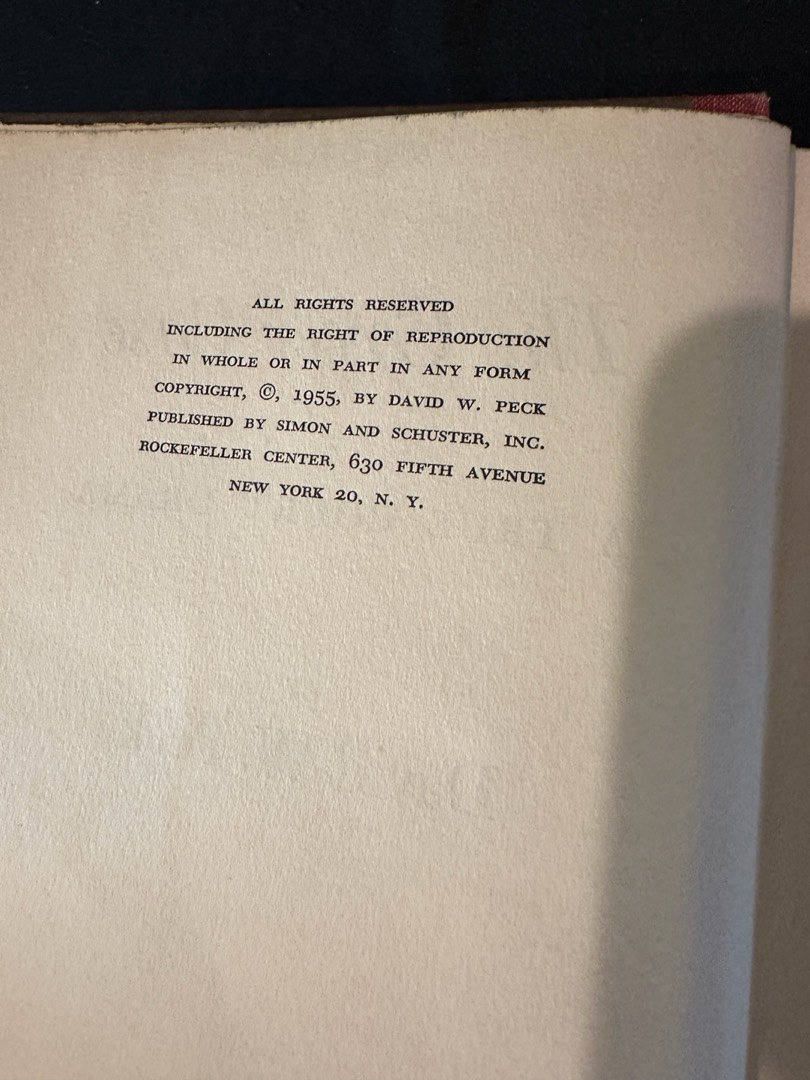 ALL RIGHTS RESERVED
INCLUDING THE RIGHT OF REPRODUCTION
IN WHOLE OR IN PART IN ANY FORM
COPYRIGHT, ©, 1955, BY DAVID W. PECK
PUBLISHED BY SIMON AND SCHUSTER, INC.
ROCKEFELLER CENTER, 630 FIFTH AVENUE
NEW YORK 20, N. Y.